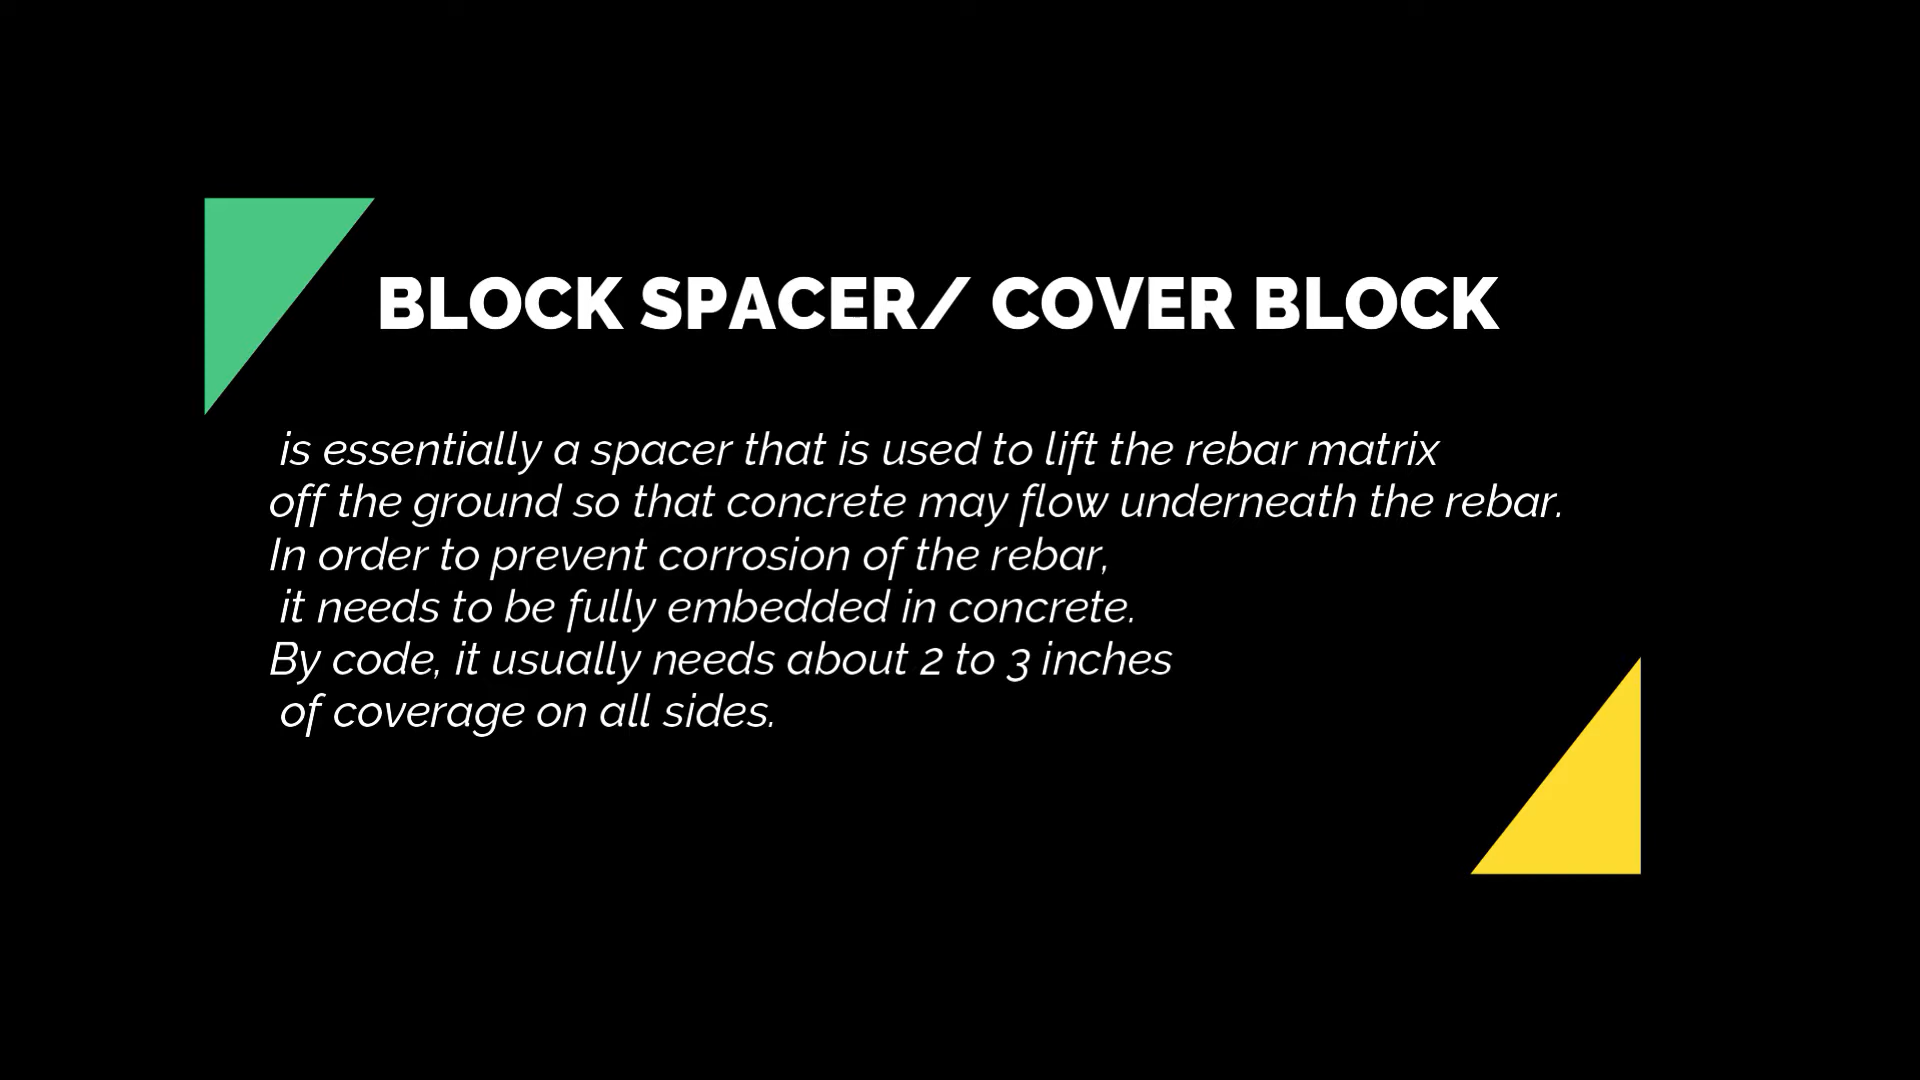 BLOCK SPACER/ COVER BLOCK
is essentially a spacer that is used to lift the rebar matrix
off the ground so that concrete may flow underneath the rebar.
In order to prevent corrosion of the rebar,
it needs to be fully embedded in concrete.
By code, it usually needs about 2 to 3 inches
of coverage on all sides.